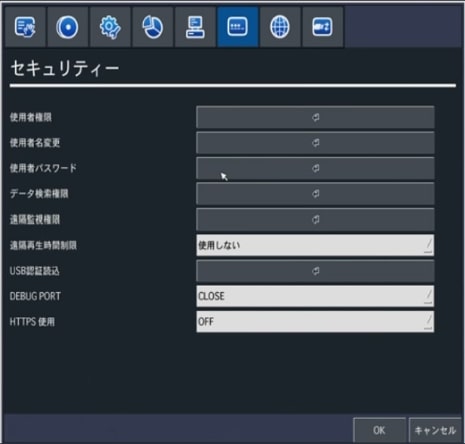 セキュリティー
使用者権限
使用者名変更
使用者パスワード
データ検索権限
遠隔監視権限
遠隔再生時間制限 使用しない
USB認証読込
DEBUG PORT CLOSE
HTTPS 使用 OFF
OK キャンセル